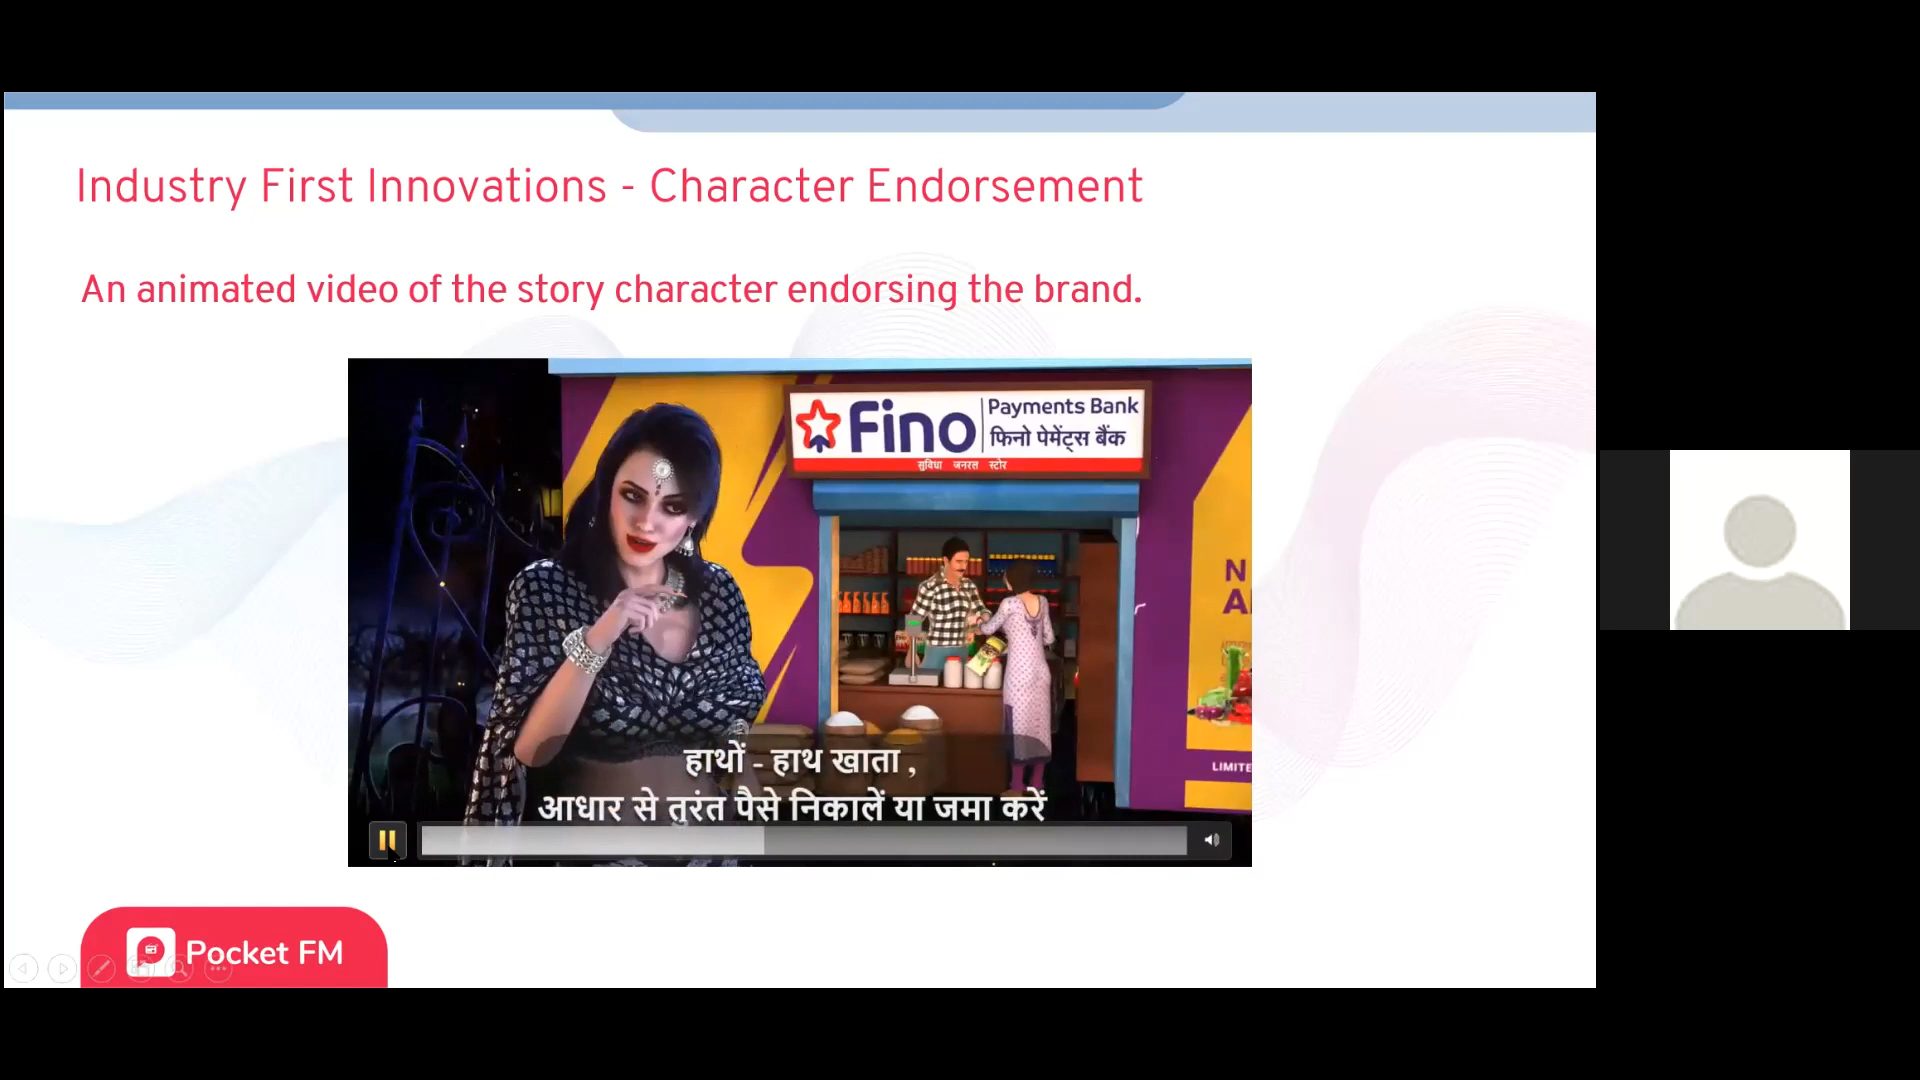 Industry First Innovations - Character Endorsement
An animated video of the story character endorsing the brand.
Fino
Payments Bank
फिनो पेमेंट्स बैंक
सुविधा जनरल स्टोर
N
A
LIMITE
हाथों - हाथ खाता ,
आधार से तुरंत पैसे निकालें या जमा करें
Pocket FM